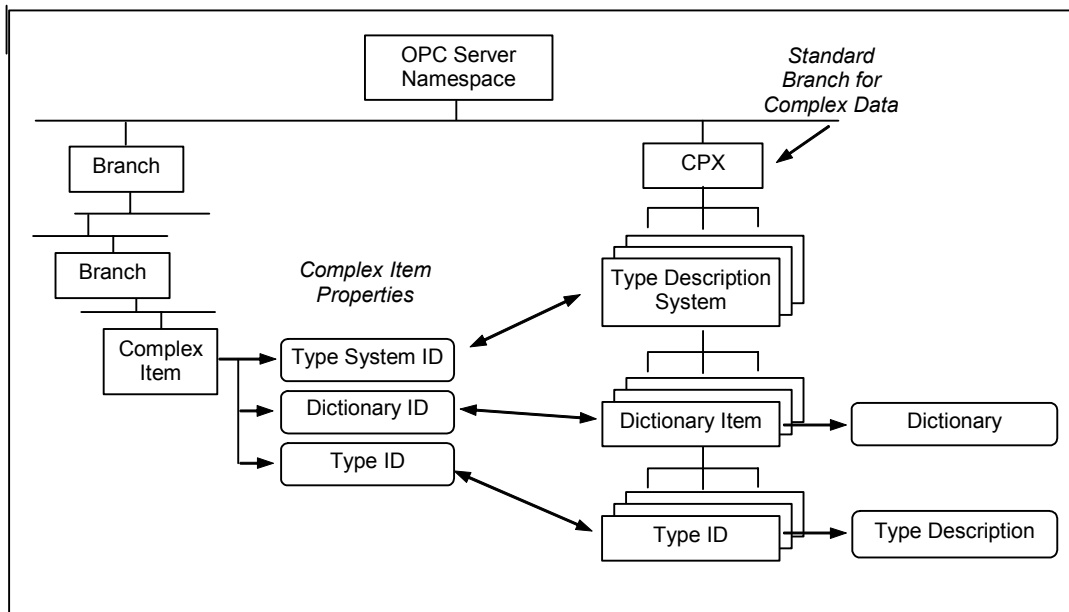 OPC Server
Namespace
Standard
Branch for
Complex Data
Branch
CPX
Branch
Complex Item
Properties
Type Description
System
Complex
Item
Type System ID
Dictionary ID
Dictionary Item
Dictionary
Type ID
Type ID
Type Description